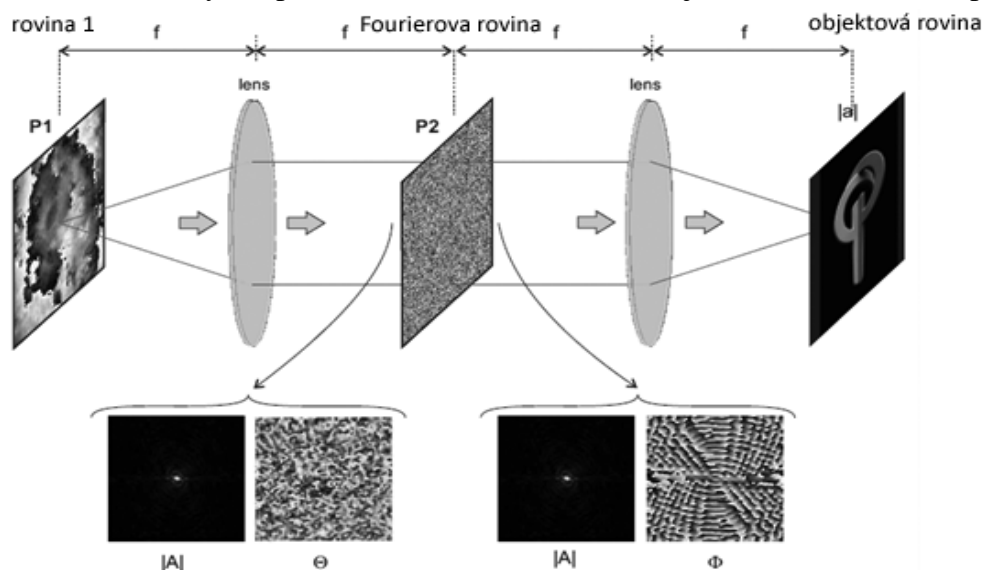 rovina 1
Fourierova rovina
objektová rovina
f
f
f
f
lens
lens
P1
P2
|a|
|A|
Θ
|A|
Φ